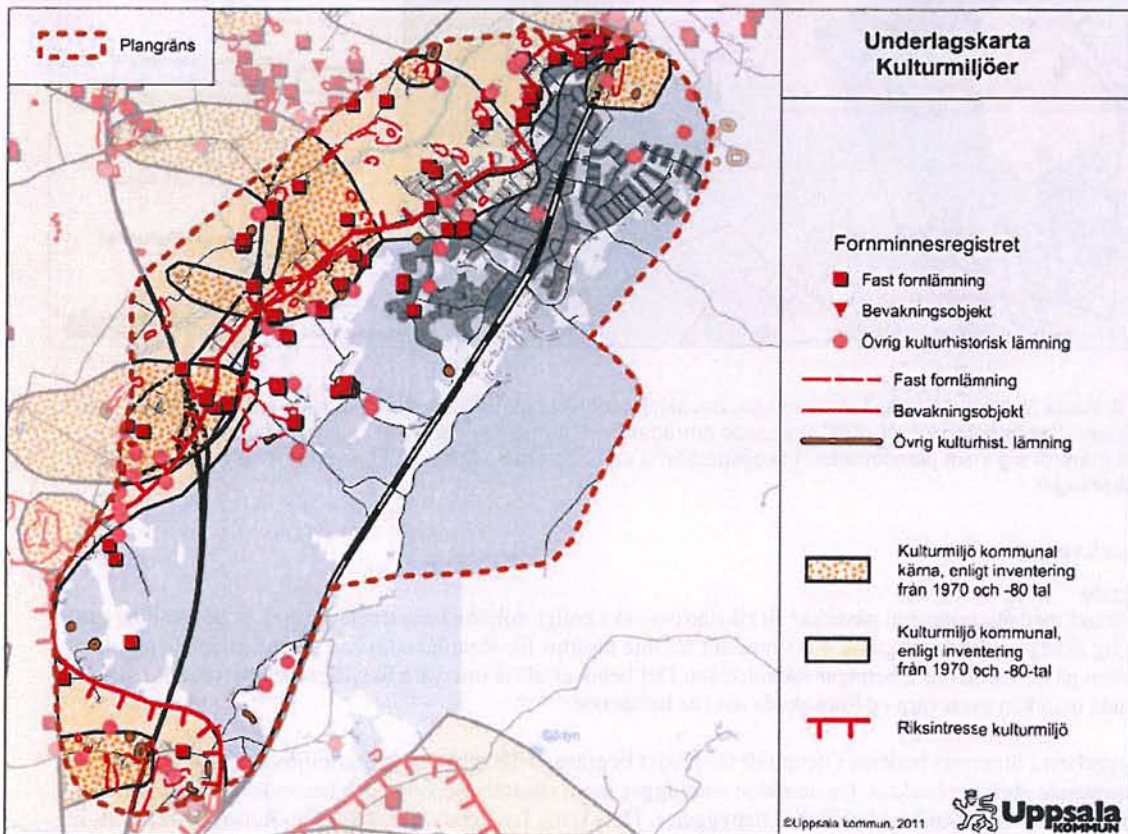 Plangräns
Underlagskarta
Kulturmiljöer
Fornminnesregistret
Fast fornlämning
Bevakningsobjekt
Övrig kulturhistorisk lämning
Fast fornlämning
Bevakningsobjekt
Övrig kulturhist. lämning
Kulturmiljö kommunal
kärna, enligt inventering
från 1970 och -80 tal
Kulturmiljö kommunal,
enligt inventering
från 1970 och -80-tal
Riksintresse kulturmiljö
©Uppsala kommun, 2011
Uppsala
KOMMUN